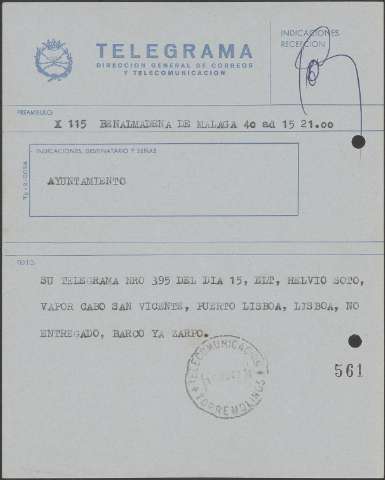 TELEGRAMA
DIRECCION GENERAL DE CORREOS
Y TELECOMUNICACION
INDICACIONES
RECEPCION
PREAMBULO
X 115 BENALMADENA DE MALAGA 40 ad 15 21.00
INDICACIONES, DESTINATARIO Y SEÑAS
AYUNTAMIENTO
TEXTO:
SU TELEGRAMA NRO 395 DEL DIA 15, ELT, HELVIO SOTO,
VAPOR CABO SAN VICENTE, PUERTO LISBOA, LISBOA, NO
ENTREGADO, BARCO YA ZARPO.
TELECOMUNICACION
TORREMOLINOS
561